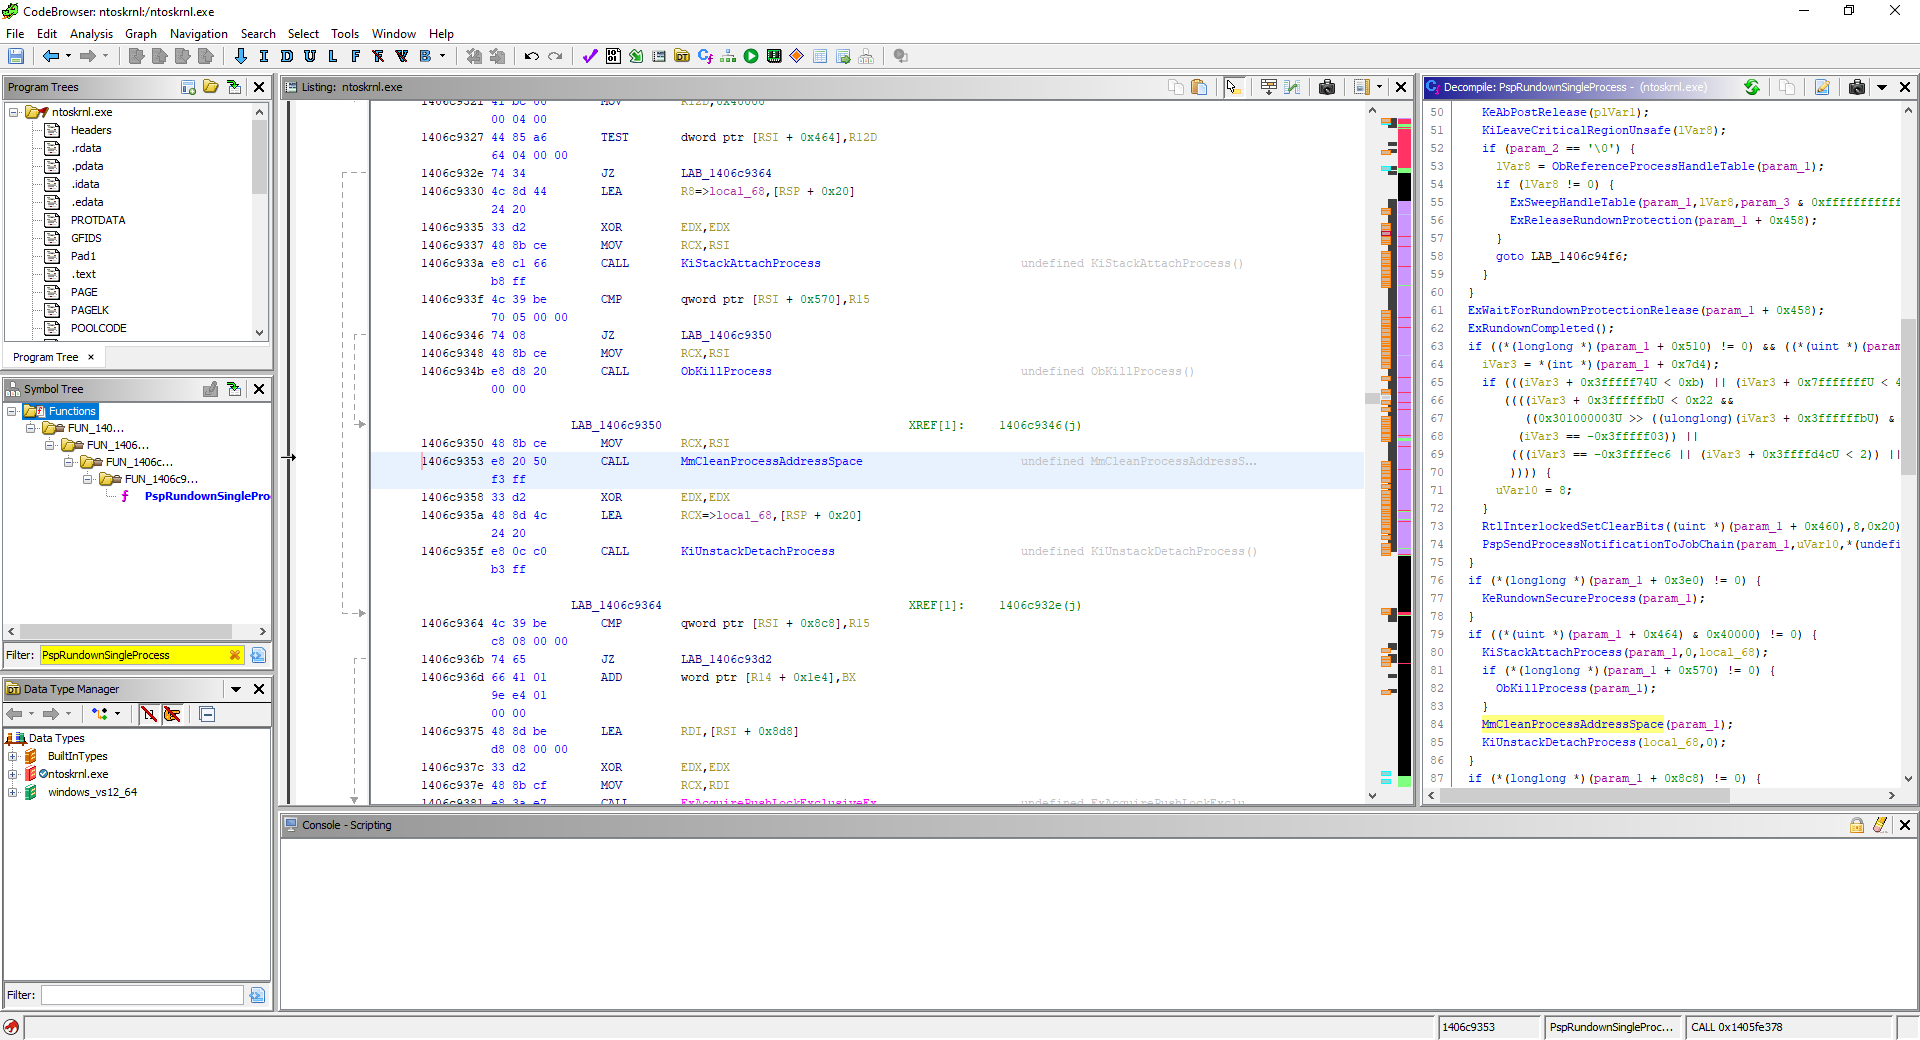 CodeBrowser: ntoskrnl:/ntoskrnl.exe
File Edit Analysis Graph Navigation Search Select Tools Window Help
I D U L F R V B
Program Trees
ntoskrnl.exe
Headers
.rdata
.pdata
.idata
.edata
PROTDATA
GFIDS
Pad1
.text
PAGE
PAGELK
POOLCODE
Program Tree ×
Symbol Tree
Functions
FUN_140...
FUN_1406...
FUN_1406c...
FUN_1406c9...
f PspRundownSinglePro
Filter: PspRundownSingleProcess
Data Type Manager
Data Types
BuiltInTypes
ntoskrnl.exe
windows_vs12_64
Filter:
Listing: ntoskrnl.exe
1406c9321 41 bc 00 MOV R12D,0x40000
00 04 00
1406c9327 44 85 a6 TEST dword ptr [RSI + 0x464],R12D
64 04 00 00
1406c932e 74 34 JZ LAB_1406c9364
1406c9330 4c 8d 44 LEA R8=>local_68,[RSP + 0x20]
24 20
1406c9335 33 d2 XOR EDX,EDX
1406c9337 48 8b ce MOV RCX,RSI
1406c933a e8 c1 66 CALL KiStackAttachProcess undefined KiStackAttachProcess()
b8 ff
1406c933f 4c 39 be CMP qword ptr [RSI + 0x570],R15
70 05 00 00
1406c9346 74 08 JZ LAB_1406c9350
1406c9348 48 8b ce MOV RCX,RSI
1406c934b e8 d8 20 CALL ObKillProcess undefined ObKillProcess()
00 00
LAB_1406c9350 XREF[1]: 1406c9346(j)
1406c9350 48 8b ce MOV RCX,RSI
1406c9353 e8 20 50 CALL MmCleanProcessAddressSpace undefined MmCleanProcessAddressS...
f3 ff
1406c9358 33 d2 XOR EDX,EDX
1406c935a 48 8d 4c LEA RCX=>local_68,[RSP + 0x20]
24 20
1406c935f e8 0c c0 CALL KiUnstackDetachProcess undefined KiUnstackDetachProcess()
b3 ff
LAB_1406c9364 XREF[1]: 1406c932e(j)
1406c9364 4c 39 be CMP qword ptr [RSI + 0x8c8],R15
c8 08 00 00
1406c936b 74 65 JZ LAB_1406c93d2
1406c936d 66 41 01 ADD word ptr [R14 + 0x1e4],BX
9e e4 01
00 00
1406c9375 48 8d be LEA RDI,[RSI + 0x8d8]
d8 08 00 00
1406c937c 33 d2 XOR EDX,EDX
1406c937e 48 8b cf MOV RCX,RDI
1406c9381 e8 3a e7 CALL ExAcquirePushLockExclusiveEx undefined ExAcquirePushLockExclu
Decompile: PspRundownSingleProcess - (ntoskrnl.exe)
50 KeAbPostRelease(plVar1);
51 KiLeaveCriticalRegionUnsafe(lVar8);
52 if (param_2 == '\0') {
53 lVar8 = ObReferenceProcessHandleTable(param_1);
54 if (lVar8 != 0) {
55 ExSweepHandleTable(param_1,lVar8,param_3 & 0xfffffffffff
56 ExReleaseRundownProtection(param_1 + 0x458);
57 }
58 goto LAB_1406c94f6;
59 }
60 }
61 ExWaitForRundownProtectionRelease(param_1 + 0x458);
62 ExRundownCompleted();
63 if ((*(longlong *)(param_1 + 0x510) != 0) && ((*(uint *)(param
64 iVar3 = *(int *)(param_1 + 0x7d4);
65 if (((iVar3 + 0x3fffff74U < 0xb) || (iVar3 + 0x7fffffffU < 4
66 ((((iVar3 + 0x3ffffffbU < 0x22 &&
67 ((0x301000003U >> ((ulonglong)(iVar3 + 0x3ffffffbU) &
68 (iVar3 == -0x3fffff03)) ||
69 (((iVar3 == -0x3ffffec6 || (iVar3 + 0x3ffffd4cU < 2)) ||
70 )))) {
71 uVar10 = 8;
72 }
73 RtlInterlockedSetClearBits((uint *)(param_1 + 0x460),8,0x20)
74 PspSendProcessNotificationToJobChain(param_1,uVar10,*(undefi
75 }
76 if (*(longlong *)(param_1 + 0x3e0) != 0) {
77 KeRundownSecureProcess(param_1);
78 }
79 if ((*(uint *)(param_1 + 0x464) & 0x40000) != 0) {
80 KiStackAttachProcess(param_1,0,local_68);
81 if (*(longlong *)(param_1 + 0x570) != 0) {
82 ObKillProcess(param_1);
83 }
84 MmCleanProcessAddressSpace(param_1);
85 KiUnstackDetachProcess(local_68,0);
86 }
87 if (*(longlong *)(param_1 + 0x8c8) != 0) {
Console - Scripting
1406c9353 PspRundownSingleProc... CALL 0x1405fe378